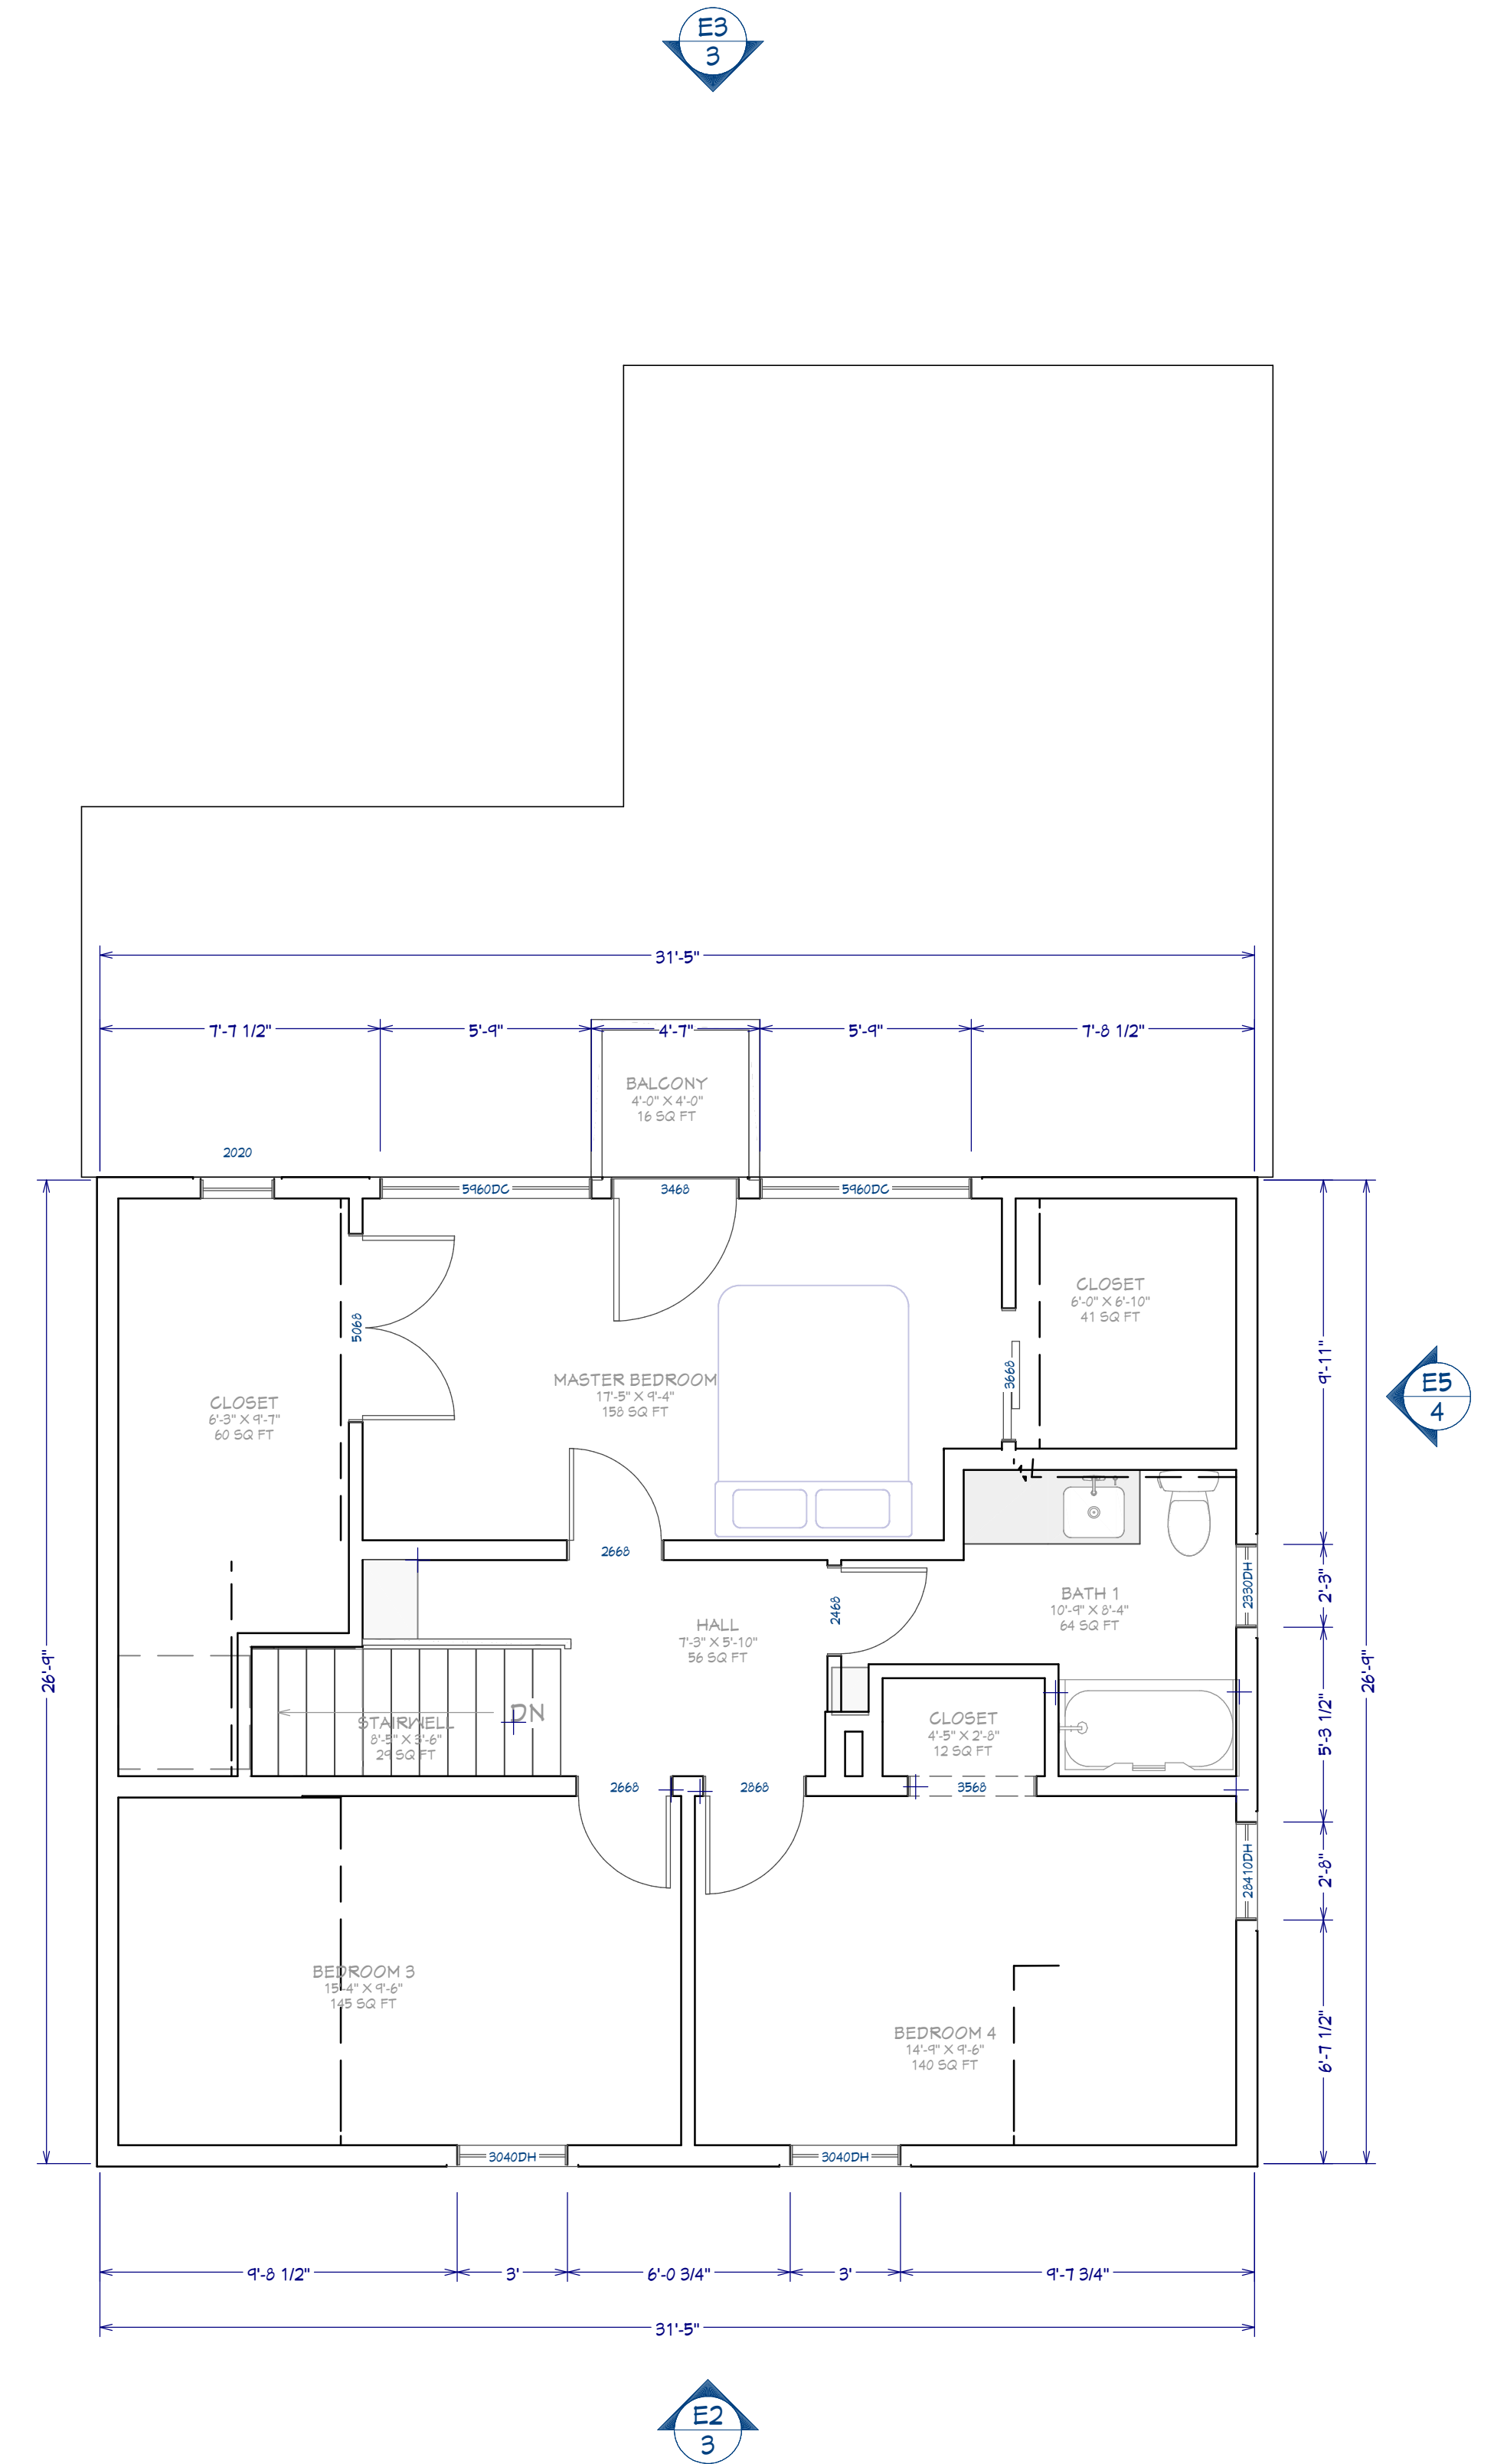 E3
3
31'-5"
7'-7 1/2"
5'-9"
4'-7"
5'-9"
7'-8 1/2"
BALCONY
4'-0" X 4'-0"
16 SQ FT
2020
5960DC
3468
5960DC
CLOSET
6'-0" X 6'-10"
41 SQ FT
5068
3668
9'-11"
E5
4
MASTER BEDROOM
17'-5" X 9'-4"
158 SQ FT
CLOSET
6'-3" X 9'-7"
60 SQ FT
2668
2330DH
2'-3"
BATH 1
10'-9" X 8'-4"
64 SQ FT
2468
HALL
7'-3" X 5'-10"
56 SQ FT
26'-9"
26'-9"
DN
STAIRWELL
8'-5" X 3'-6"
29 SQ FT
CLOSET
4'-5" X 2'-8"
12 SQ FT
5'-3 1/2"
2668
2868
3568
28410DH
2'-8"
BEDROOM 3
15'-4" X 9'-6"
145 SQ FT
BEDROOM 4
14'-9" X 9'-6"
140 SQ FT
6'-7 1/2"
3040DH
3040DH
9'-8 1/2"
3'
6'-0 3/4"
3'
9'-7 3/4"
31'-5"
E2
3